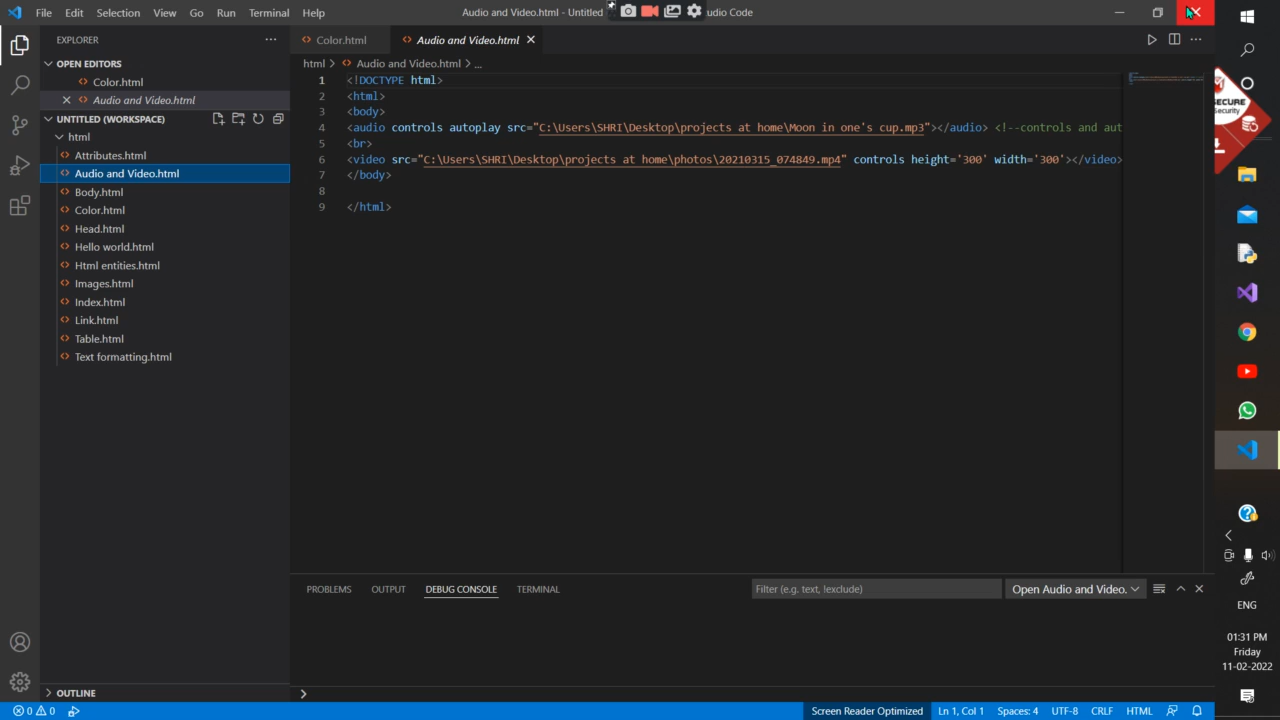 File Edit Selection View Go Run Terminal Help
Audio and Video.html - Untitled
udio Code
EXPLORER
OPEN EDITORS
Color.html
Audio and Video.html
UNTITLED (WORKSPACE)
html
Attributes.html
Audio and Video.html
Body.html
Color.html
Head.html
Hello world.html
Html entities.html
Images.html
Index.html
Link.html
Table.html
Text formatting.html
OUTLINE
Color.html
Audio and Video.html
html > Audio and Video.html > ...
1 <!DOCTYPE html>
2 <html>
3 <body>
4 <audio controls autoplay src="C:\Users\SHRI\Desktop\projects at home\Moon in one's cup.mp3"></audio> <!--controls and aut
5 <br>
6 <video src="C:\Users\SHRI\Desktop\projects at home\photos\20210315_074849.mp4" controls height='300' width='300'></video>
7 </body>
8
9 </html>
PROBLEMS OUTPUT DEBUG CONSOLE TERMINAL
Filter (e.g. text, !exclude)
Open Audio and Video.
0 0
Screen Reader Optimized Ln 1, Col 1 Spaces: 4 UTF-8 CRLF HTML
SECURE
Security
ENG
01:31 PM
Friday
11-02-2022